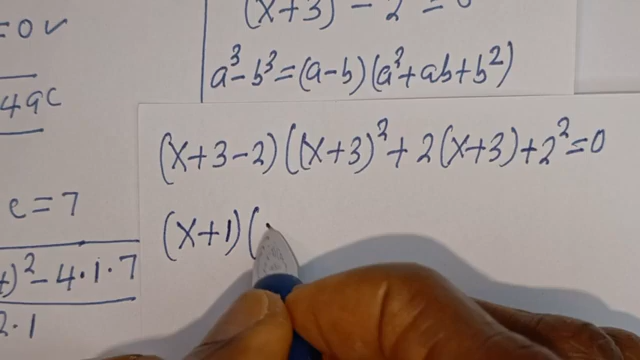 =0 ✓
4ac
c=7
)² - 4·1·7
2·1
(x+3) - 2 = 0
a³-b³=(a-b)(a²+ab+b²)
(x+3-2)((x+3)²+2(x+3)+2²=0
(x+1)(